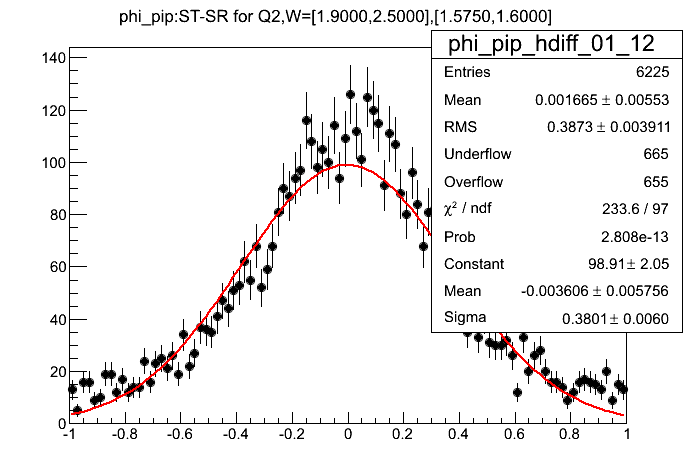 phi_pip:ST-SR for Q2,W=[1.9000,2.5000],[1.5750,1.6000]
phi_pip_hdiff_01_12
Entries 6225
Mean 0.001665 ± 0.00553
RMS 0.3873 ± 0.003911
Underflow 665
Overflow 655
χ² / ndf 233.6 / 97
Prob 2.808e-13
Constant 98.91 ± 2.05
Mean -0.003606 ± 0.005756
Sigma 0.3801 ± 0.0060
140
120
100
80
60
40
20
0
-1 -0.8 -0.6 -0.4 -0.2 0 0.2 0.4 0.6 0.8 1